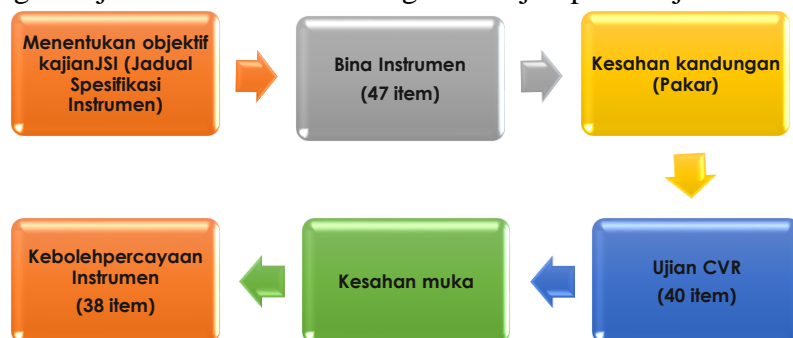 Menentukan objektif
kajianJSI (Jadual
Spesifikasi
Instrumen)
Bina Instrumen
(47 item)
Kesahan kandungan
(Pakar)
Ujian CVR
(40 item)
Kesahan muka
Kebolehpercayaan
Instrumen
(38 item)